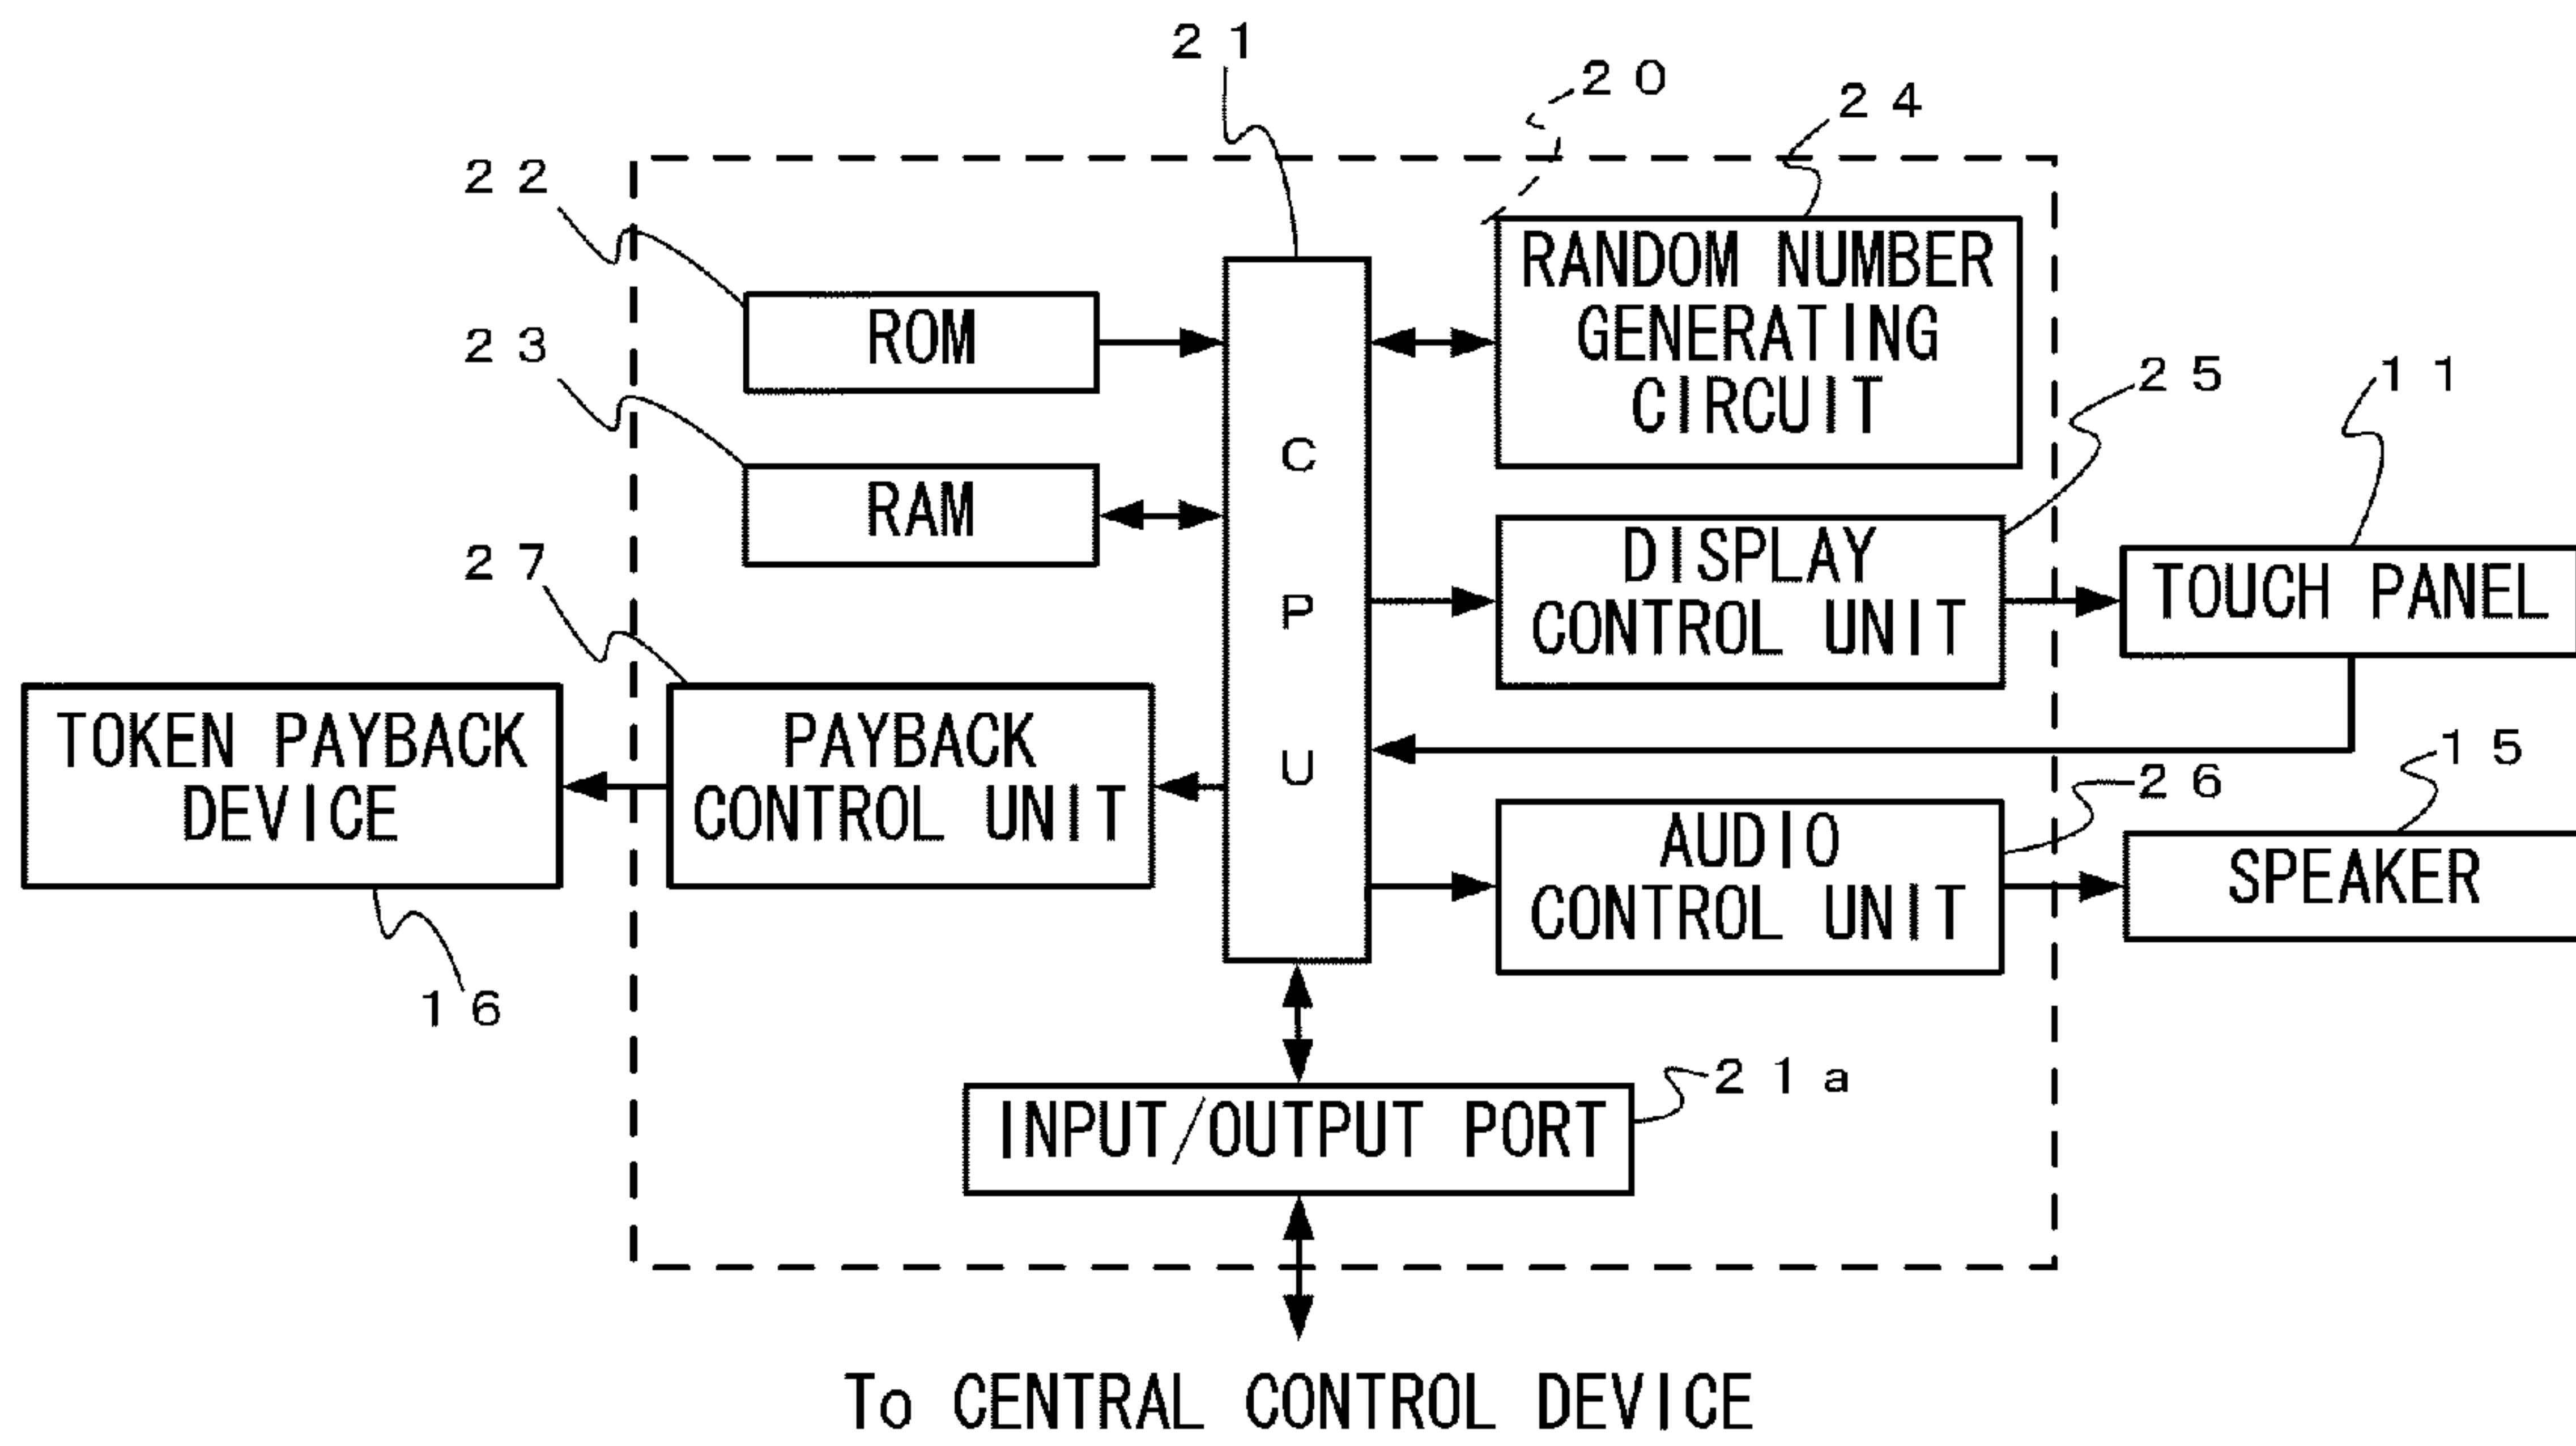 21
20
24
22
RANDOM NUMBER
GENERATING
CIRCUIT
ROM
23
25
11
CPU
RAM
DISPLAY
CONTROL UNIT
TOUCH PANEL
27
TOKEN PAYBACK
DEVICE
PAYBACK
CONTROL UNIT
15
26
AUDIO
CONTROL UNIT
SPEAKER
16
21a
INPUT/OUTPUT PORT
To CENTRAL CONTROL DEVICE